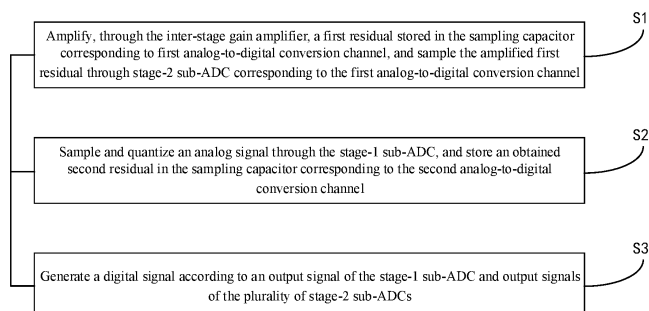 S1
Amplify, through the inter-stage gain amplifier, a first residual stored in the sampling capacitor
corresponding to first analog-to-digital conversion channel, and sample the amplified first
residual through stage-2 sub-ADC corresponding to the first analog-to-digital conversion channel
S2
Sample and quantize an analog signal through the stage-1 sub-ADC, and store an obtained
second residual in the sampling capacitor corresponding to the second analog-to-digital
conversion channel
S3
Generate a digital signal according to an output signal of the stage-1 sub-ADC and output signals
of the plurality of stage-2 sub-ADCs